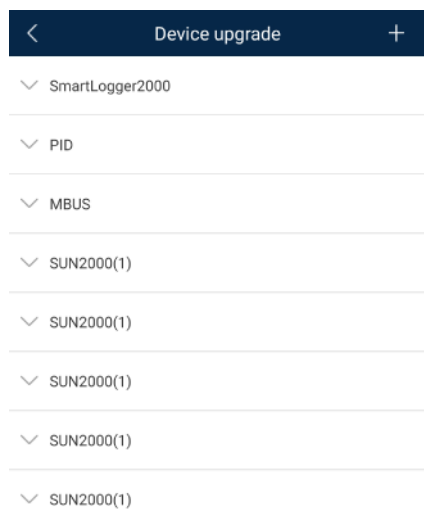 Device upgrade
SmartLogger2000
PID
MBUS
SUN2000(1)
SUN2000(1)
SUN2000(1)
SUN2000(1)
SUN2000(1)